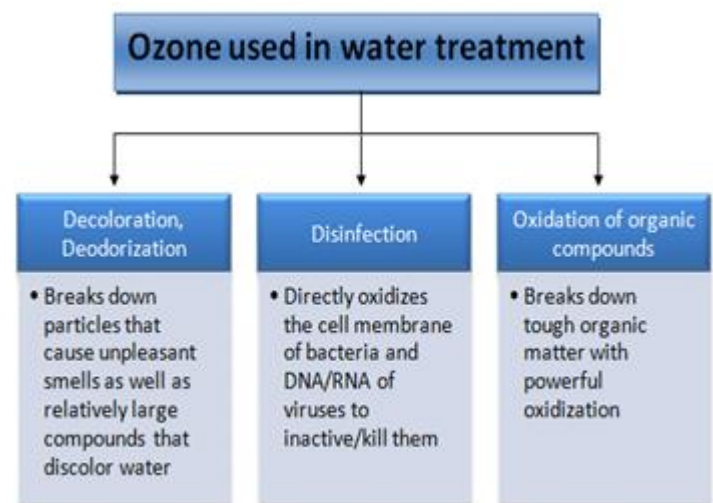 Ozone used in water treatment
Decoloration,
Deodorization
• Breaks down
particles that
cause unpleasant
smells as well as
relatively large
compounds that
discolor water
Disinfection
• Directly oxidizes
the cell membrane
of bacteria and
DNA/RNA of
viruses to
inactive/kill them
Oxidation of organic
compounds
• Breaks down
tough organic
matter with
powerful
oxidization